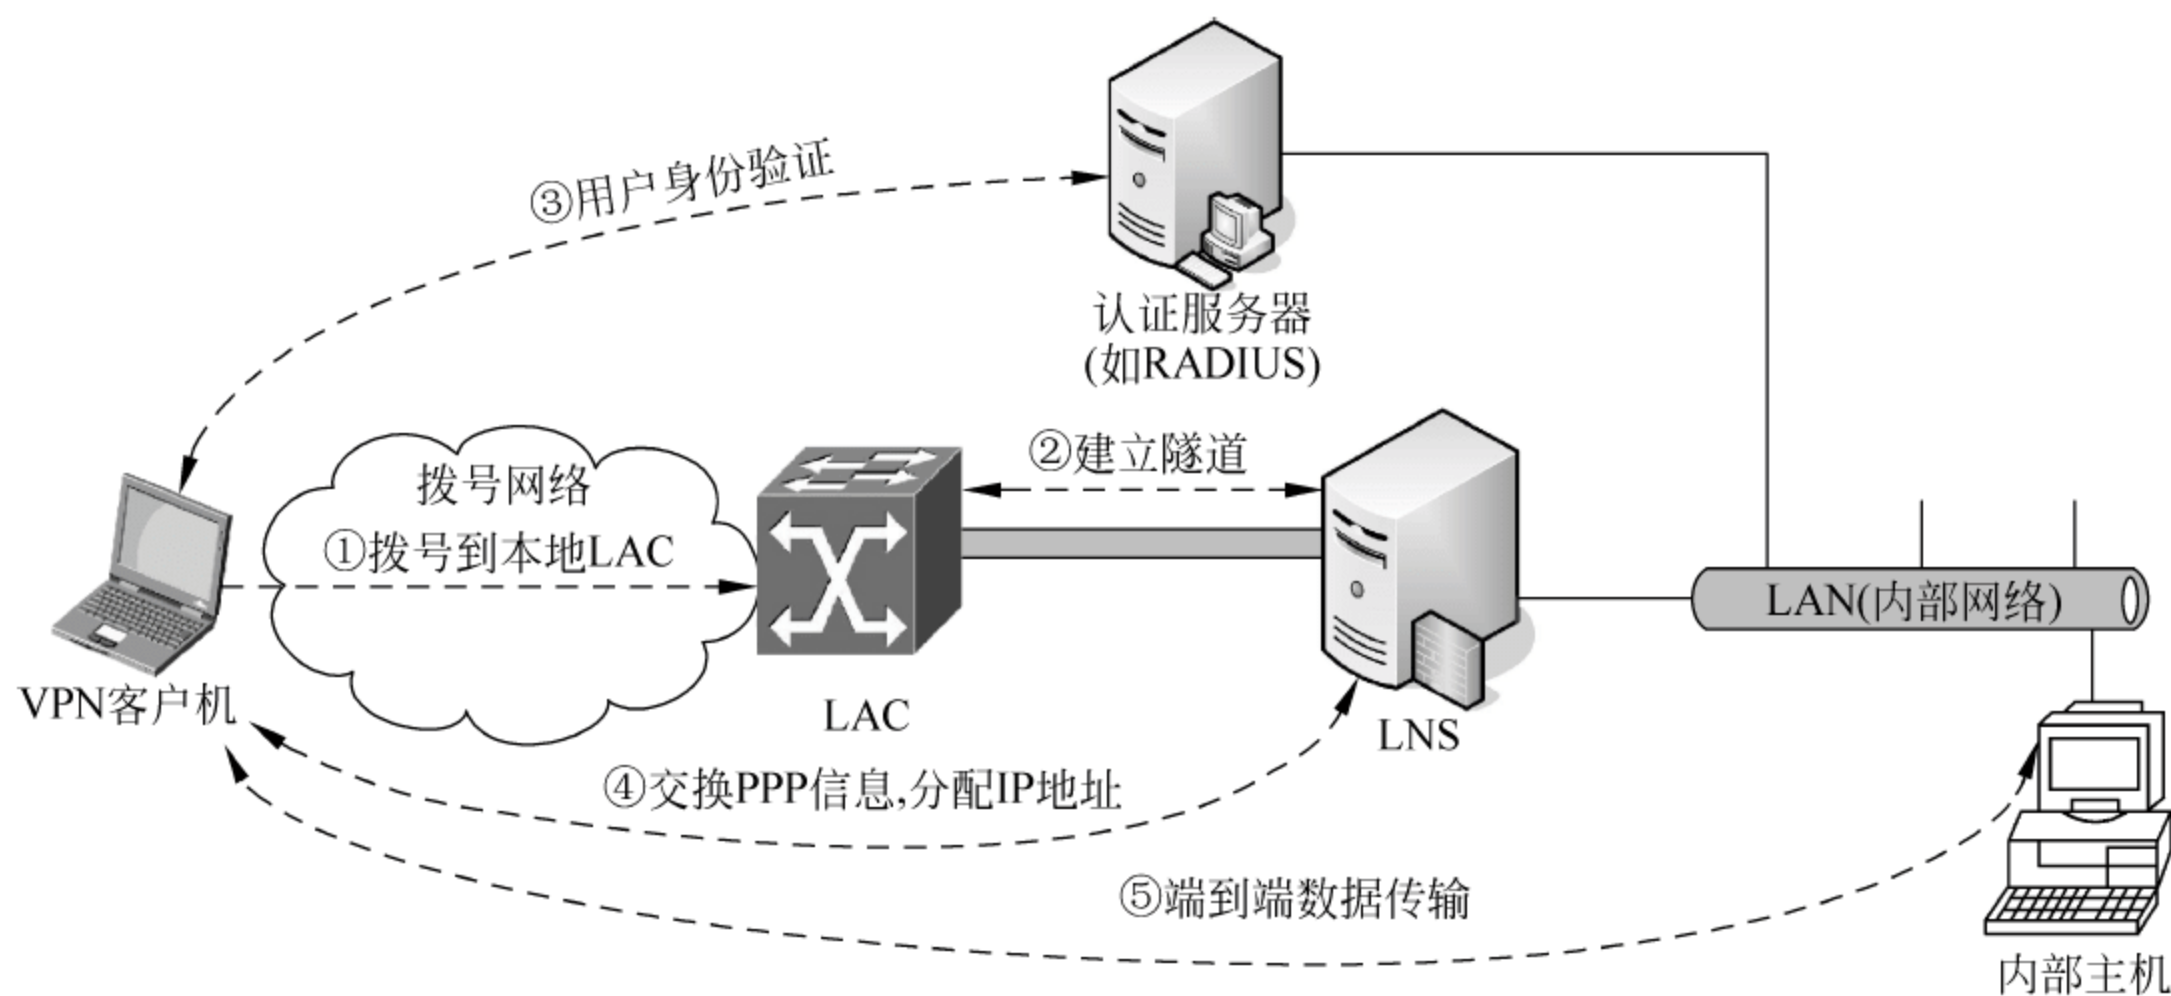 ③用户身份验证
认证服务器
(如RADIUS)
拨号网络
①拨号到本地LAC
②建立隧道
LAN(内部网络)
VPN客户机
LAC
LNS
④交换PPP信息,分配IP地址
⑤端到端数据传输
内部主机